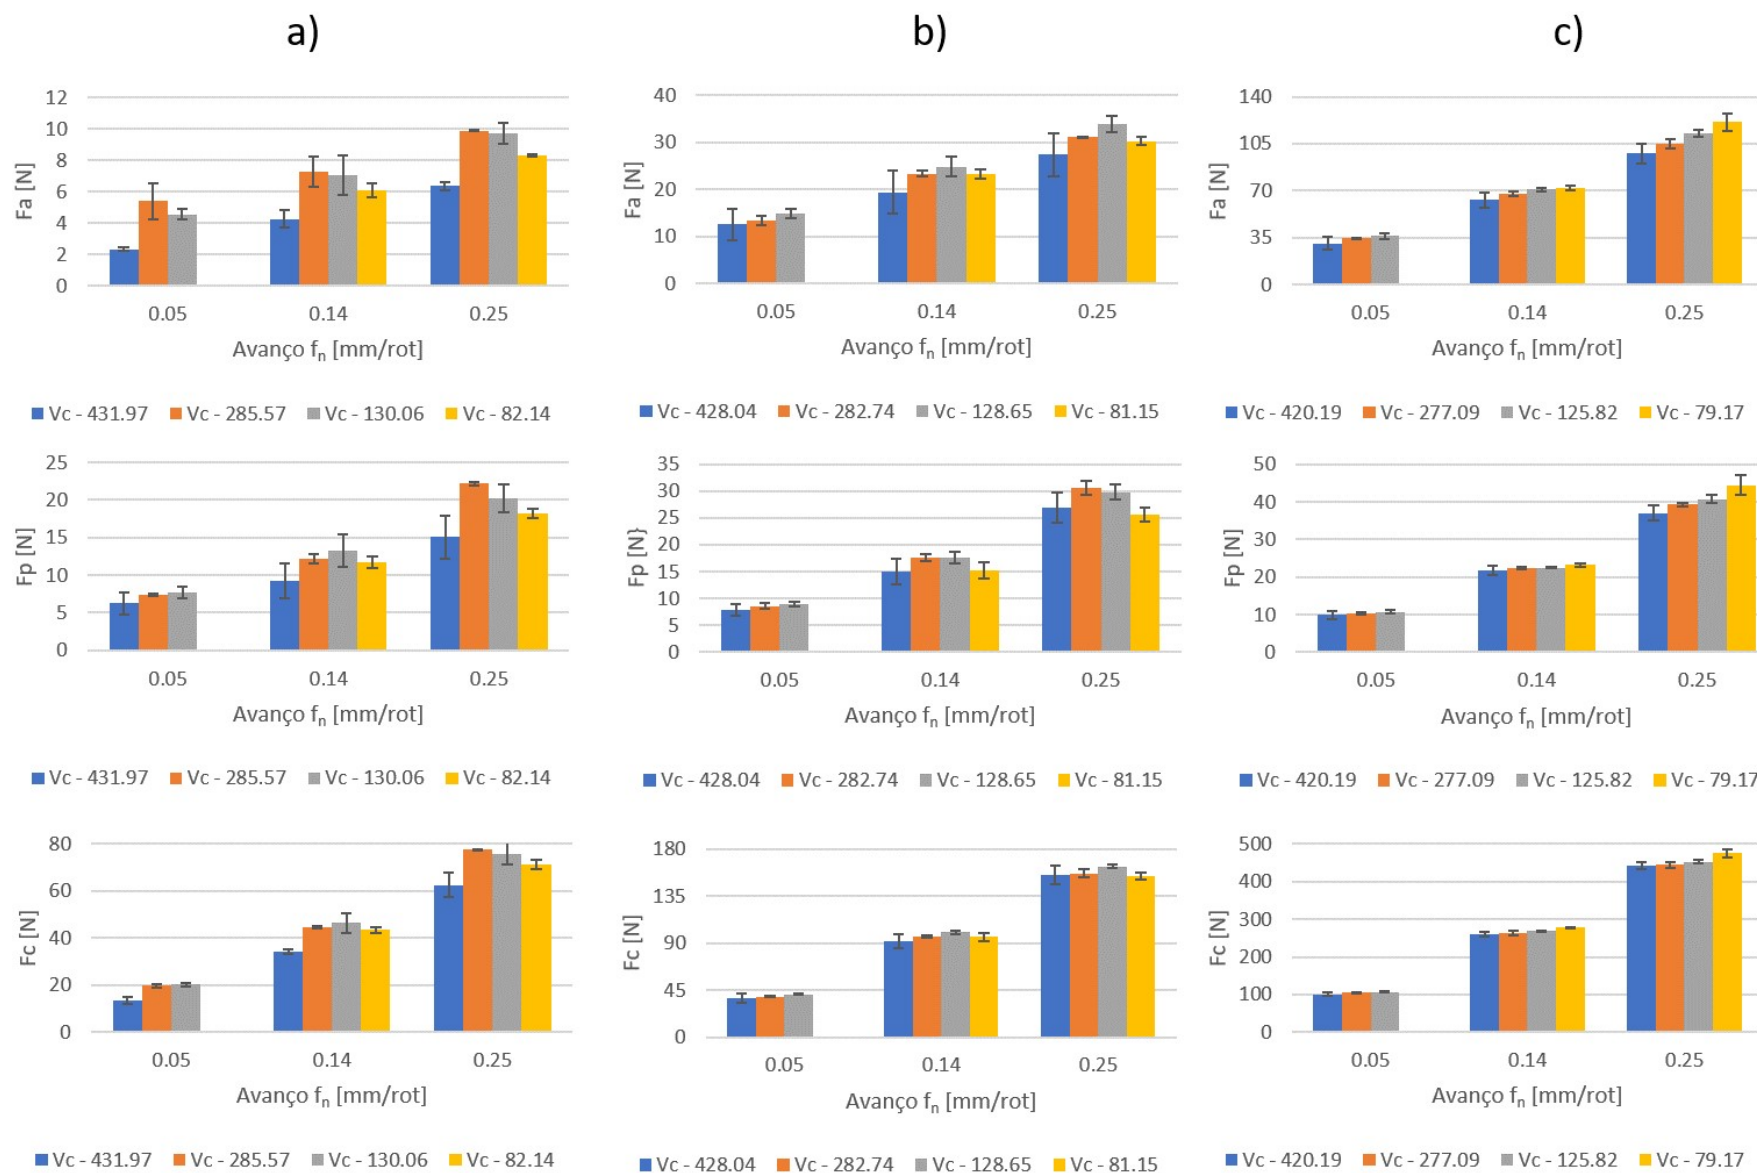 a) b) c)
12
10
8
6
4
2
0
Fa [N]
0.05 0.14 0.25
Avanço fn [mm/rot]
Vc - 431.97 Vc - 285.57 Vc - 130.06 Vc - 82.14
40
30
20
10
0
Fa [N]
0.05 0.14 0.25
Avanço fn [mm/rot]
Vc - 428.04 Vc - 282.74 Vc - 128.65 Vc - 81.15
140
105
70
35
0
Fa [N]
0.05 0.14 0.25
Avanço fn [mm/rot]
Vc - 420.19 Vc - 277.09 Vc - 125.82 Vc - 79.17
25
20
15
10
5
0
Fp [N]
0.05 0.14 0.25
Avanço fn [mm/rot]
Vc - 431.97 Vc - 285.57 Vc - 130.06 Vc - 82.14
35
30
25
20
15
10
5
0
Fp [N}
0.05 0.14 0.25
Avanço fn [mm/rot]
Vc - 428.04 Vc - 282.74 Vc - 128.65 Vc - 81.15
50
40
30
20
10
0
Fp [N]
0.05 0.14 0.25
Avanço fn [mm/rot]
Vc - 420.19 Vc - 277.09 Vc - 125.82 Vc - 79.17
80
60
40
20
0
Fc [N]
0.05 0.14 0.25
Avanço fn [mm/rot]
Vc - 431.97 Vc - 285.57 Vc - 130.06 Vc - 82.14
180
135
90
45
0
Fc [N]
0.05 0.14 0.25
Avanço fn [mm/rot]
Vc - 428.04 Vc - 282.74 Vc - 128.65 Vc - 81.15
500
400
300
200
100
0
Fc [N]
0.05 0.14 0.25
Avanço fn [mm/rot]
Vc - 420.19 Vc - 277.09 Vc - 125.82 Vc - 79.17